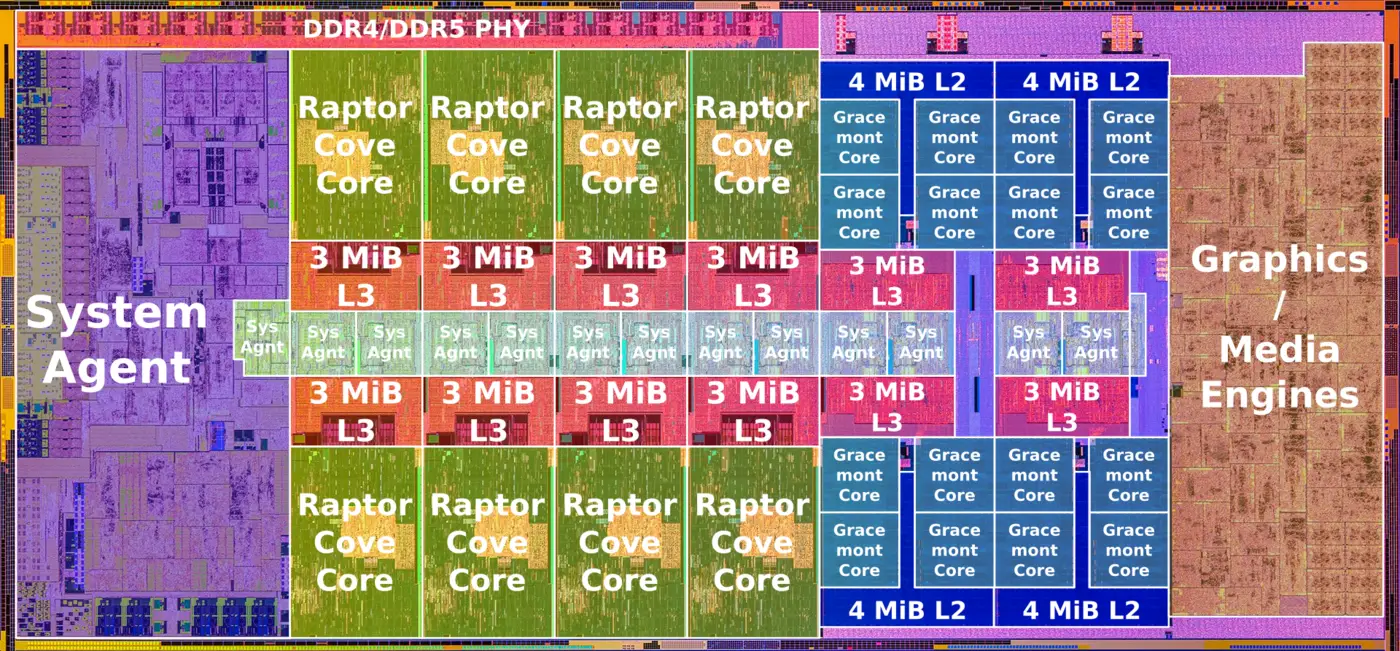 DDR4/DDR5 PHY
System
Agent
Raptor
Cove
Core
Raptor
Cove
Core
Raptor
Cove
Core
Raptor
Cove
Core
4 MiB L2
4 MiB L2
Grace
mont
Core
Grace
mont
Core
Grace
mont
Core
Grace
mont
Core
Grace
mont
Core
Grace
mont
Core
Grace
mont
Core
Grace
mont
Core
3 MiB
L3
3 MiB
L3
3 MiB
L3
3 MiB
L3
3 MiB
L3
3 MiB
L3
Sys
Agnt
Sys
Agnt
Sys
Agnt
Sys
Agnt
Sys
Agnt
Sys
Agnt
Sys
Agnt
Sys
Agnt
Sys
Agnt
Sys
Agnt
Sys
Agnt
Sys
Agnt
Sys
Agnt
3 MiB
L3
3 MiB
L3
3 MiB
L3
3 MiB
L3
3 MiB
L3
3 MiB
L3
Raptor
Cove
Core
Raptor
Cove
Core
Raptor
Cove
Core
Raptor
Cove
Core
Grace
mont
Core
Grace
mont
Core
Grace
mont
Core
Grace
mont
Core
Grace
mont
Core
Grace
mont
Core
Grace
mont
Core
Grace
mont
Core
4 MiB L2
4 MiB L2
Graphics
/
Media
Engines